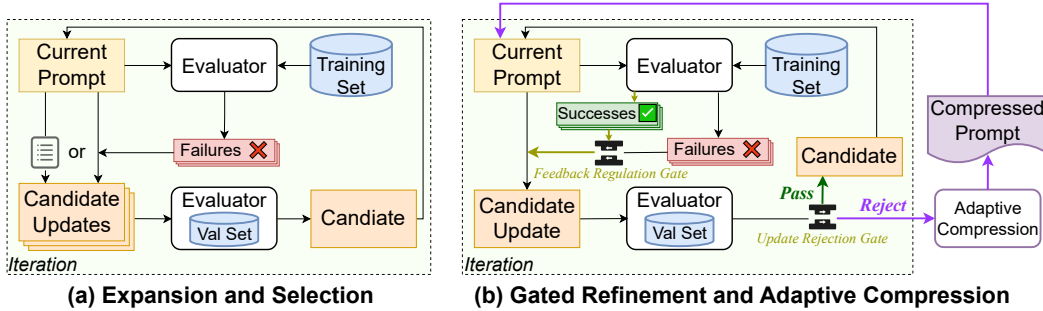 Current
Prompt
Evaluator
Training
Set
or
Failures
Candidate
Updates
Evaluator
Val Set
Candiate
Iteration
(a) Expansion and Selection
Current
Prompt
Evaluator
Training
Set
Successes
Failures
Feedback Regulation Gate
Candidate
Candidate
Update
Evaluator
Val Set
Pass
Reject
Update Rejection Gate
Compressed
Prompt
Adaptive
Compression
Iteration
(b) Gated Refinement and Adaptive Compression